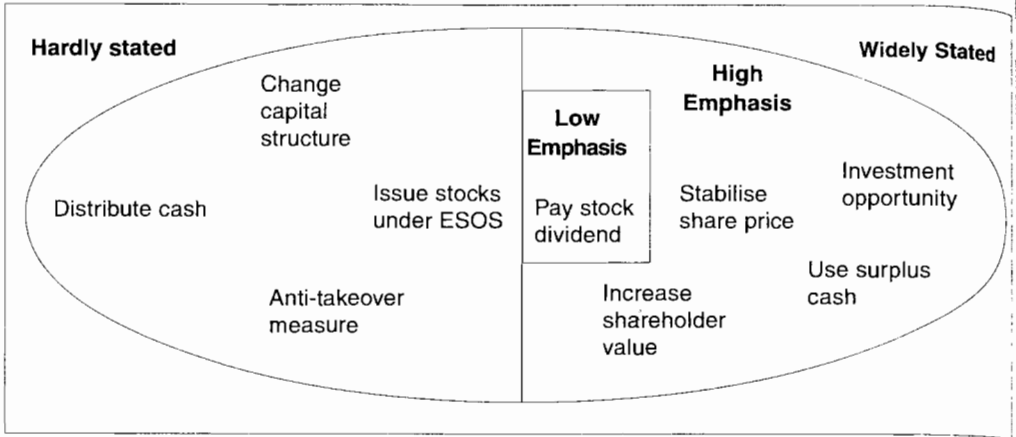 Hardly stated
Change
capital
structure
Distribute cash
Issue stocks
under ESOS
Anti-takeover
measure
Widely Stated
High
Emphasis
Low
Emphasis
Pay stock
dividend
Stabilise
share price
Investment
opportunity
Use surplus
cash
Increase
shareholder
value